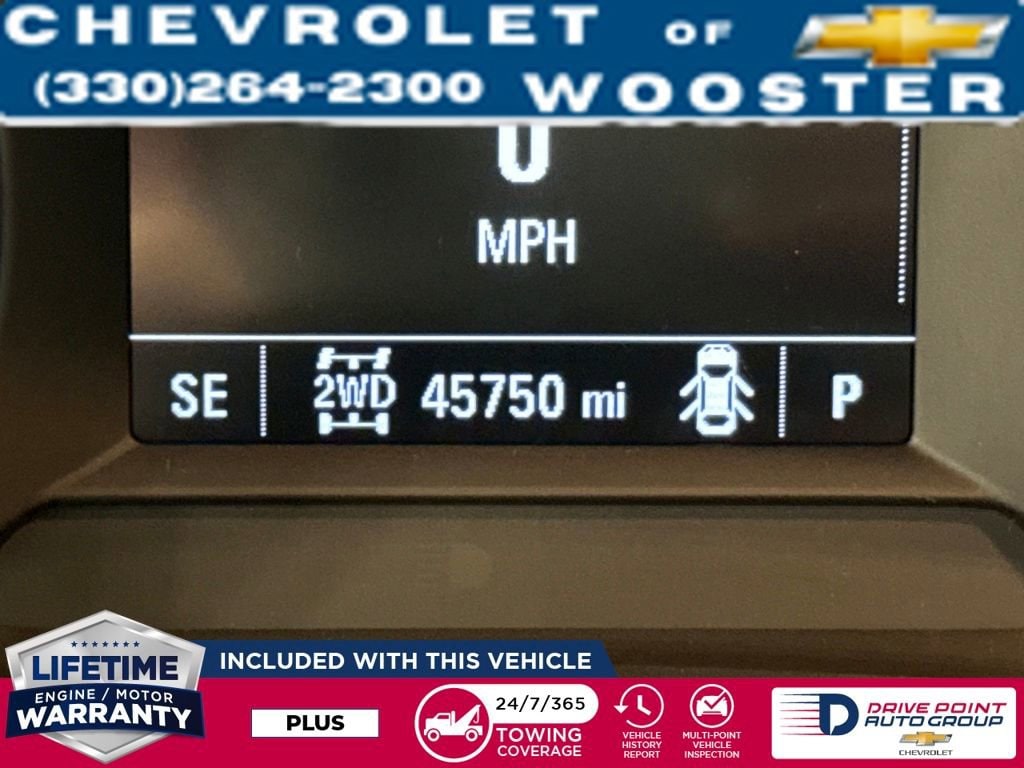 CHEVROLET OF
(330)264-2300 WOOSTER
0
MPH
SE 2WD 45750 mi P
LIFETIME
ENGINE / MOTOR
WARRANTY
INCLUDED WITH THIS VEHICLE
PLUS
24/7/365
TOWING
COVERAGE
VEHICLE
HISTORY
REPORT
MULTI-POINT
VEHICLE
INSPECTION
DRIVE POINT
AUTO GROUP
CHEVROLET